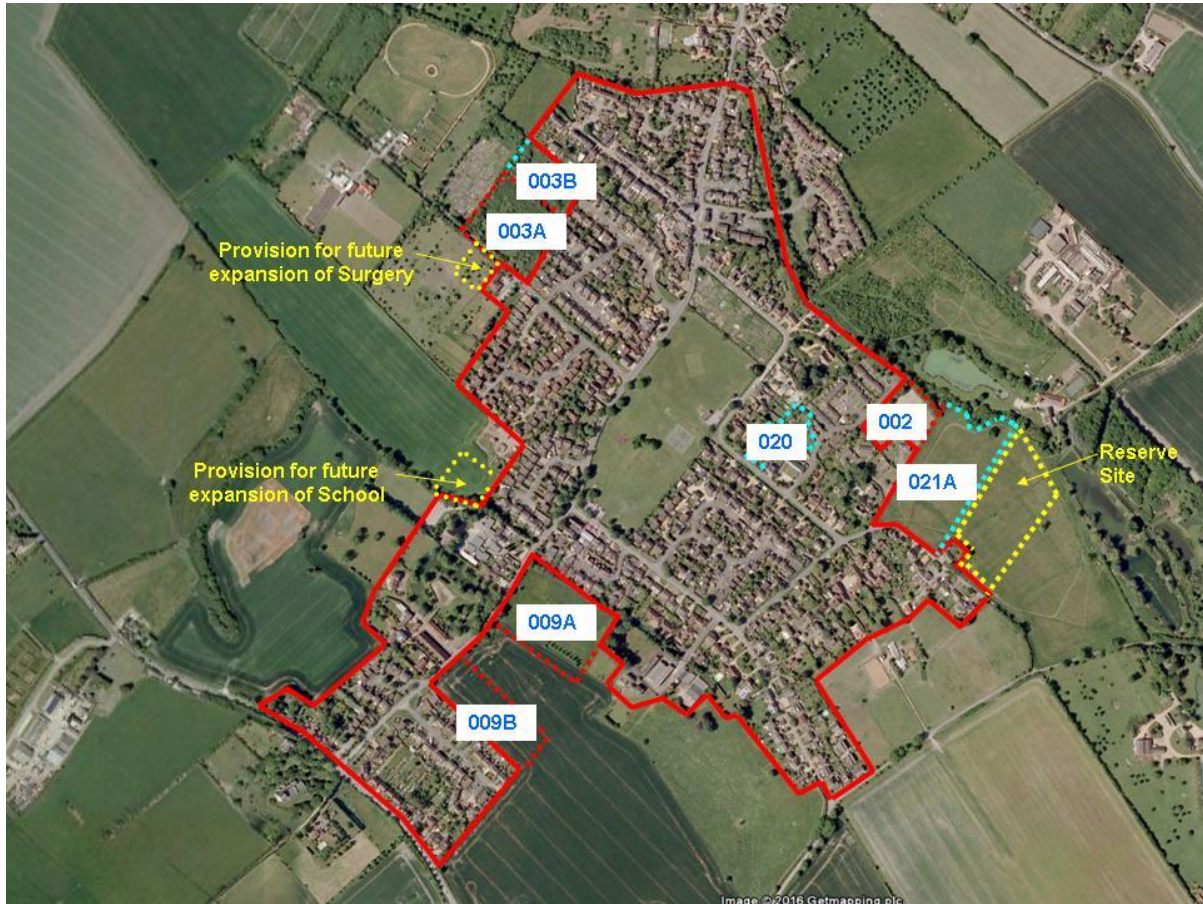 003B
003A
Provision for future
expansion of Surgery
002
020
Reserve
Site
021A
Provision for future
expansion of School
009A
009B
Image © 2016 Getmapping plc